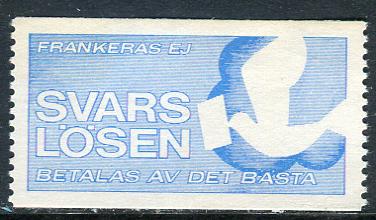 FRANKERAS EJ
SVARS
LÖSEN
BETALAS AV DET BÄSTA